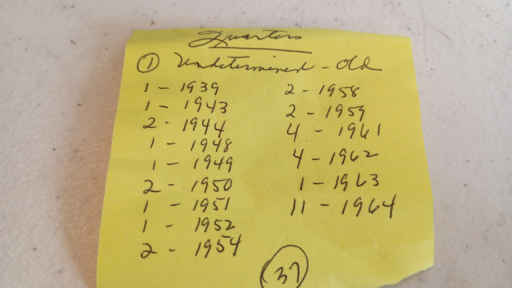 Quarters
① Undetermined - old
1 - 1939
1 - 1943
2 - 1944
1 - 1948
1 - 1949
2 - 1950
1 - 1951
1 - 1952
2 - 1954
2 - 1958
2 - 1959
4 - 1961
4 - 1962
1 - 1963
11 - 1964
37